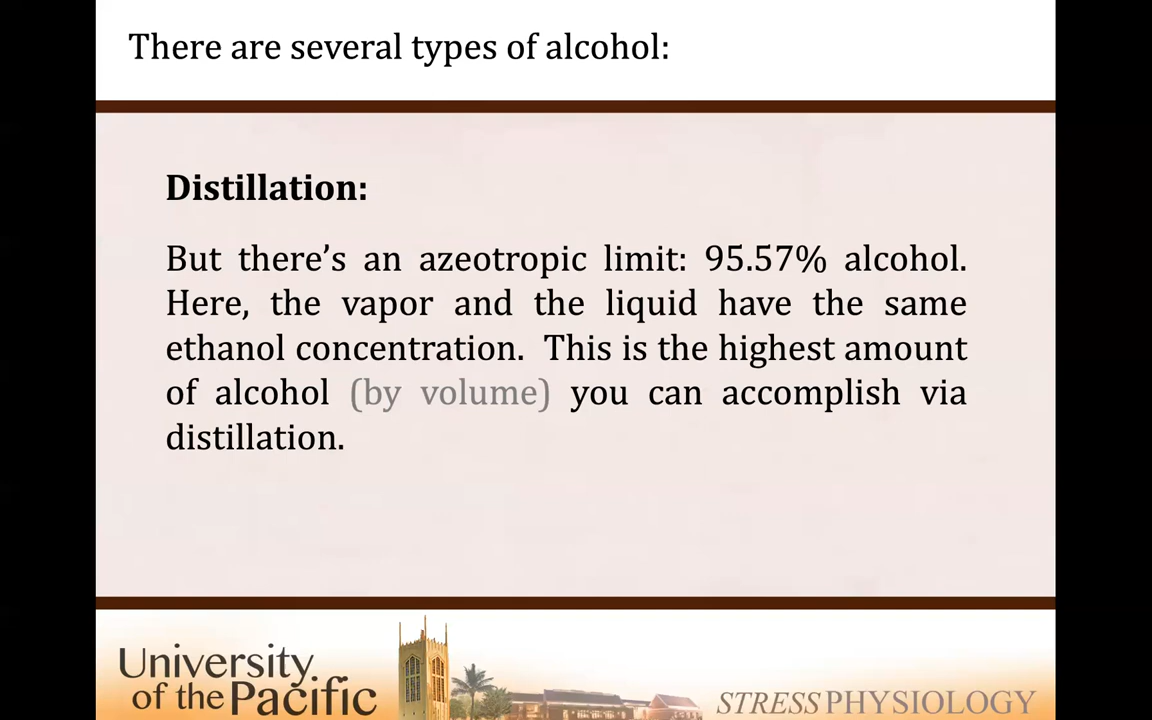 There are several types of alcohol:
Distillation:
But there’s an azeotropic limit: 95.57% alcohol.
Here, the vapor and the liquid have the same
ethanol concentration.  This is the highest amount
of alcohol (by volume) you can accomplish via
distillation.
University
of the Pacific
STRESSPHYSIOLOGY